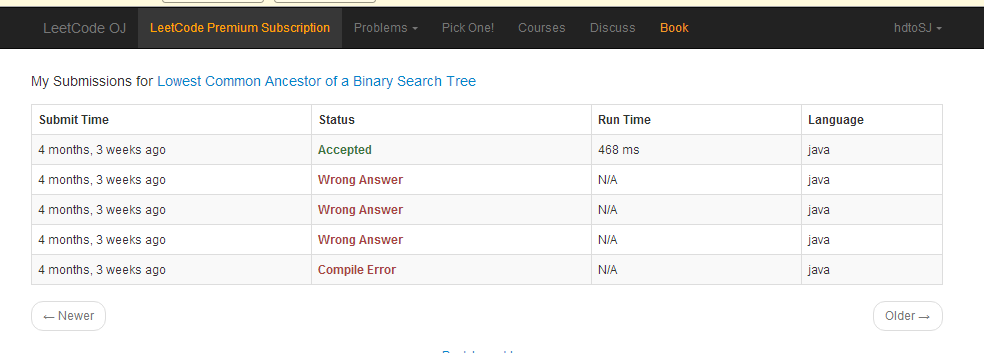 LeetCode OJ LeetCode Premium Subscription Problems Pick One! Courses Discuss Book hdtoSJ
My Submissions for Lowest Common Ancestor of a Binary Search Tree
Submit Time Status Run Time Language
4 months, 3 weeks ago Accepted 468 ms java
4 months, 3 weeks ago Wrong Answer N/A java
4 months, 3 weeks ago Wrong Answer N/A java
4 months, 3 weeks ago Wrong Answer N/A java
4 months, 3 weeks ago Compile Error N/A java
← Newer Older →